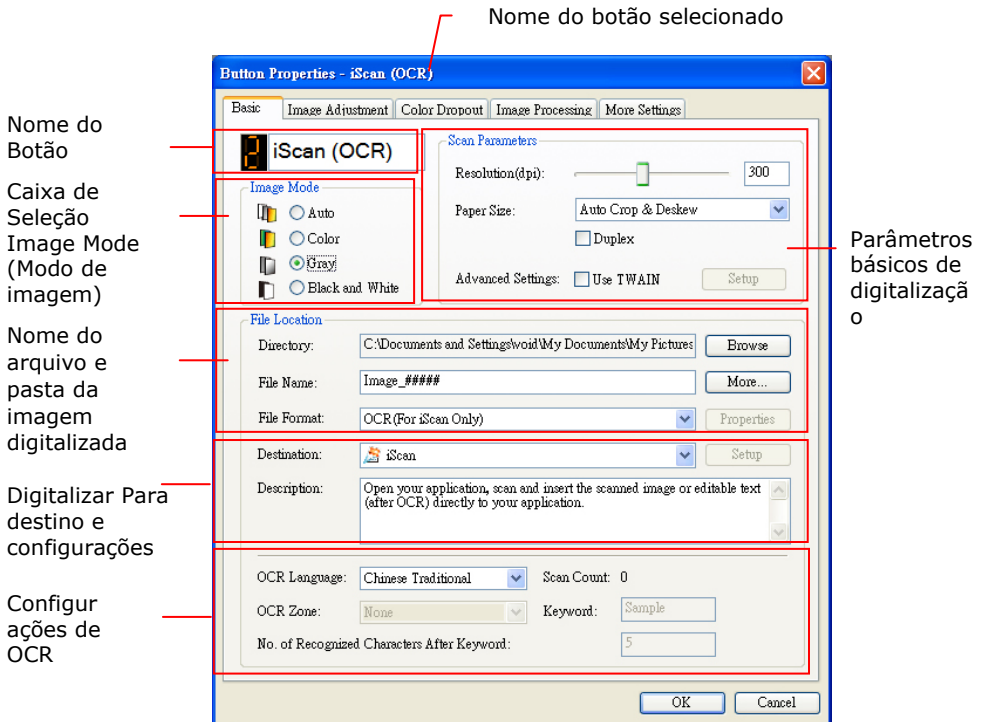 Nome do botão selecionado
Button Properties - iScan (OCR)
Basic
Image Adjustment
Color Dropout
Image Processing
More Settings
Nome do
Botão
2
iScan (OCR)
Scan Parameters
Resolution(dpi):
300
Paper Size:
Auto Crop & Deskew
Duplex
Advanced Settings:
Use TWAIN
Setup
Caixa de
Seleção
Image Mode
(Modo de
imagem)
Image Mode
Auto
Color
Gray
Black and White
Parâmetros
básicos de
digitalizaçã
o
Nome do
arquivo e
pasta da
imagem
digitalizada
File Location
Directory:
C:\Documents and Settings\void\My Documents\My Pictures
Browse
File Name:
Image_#####
More...
File Format:
OCR(For iScan Only)
Properties
Digitalizar Para
destino e
configurações
Destination:
iScan
Setup
Description:
Open your application, scan and insert the scanned image or editable text
(after OCR) directly to your application.
Configur
ações de
OCR
OCR Language:
Chinese Traditional
Scan Count: 0
OCR Zone:
None
Keyword:
Sample
No. of Recognized Characters After Keyword:
5
OK
Cancel